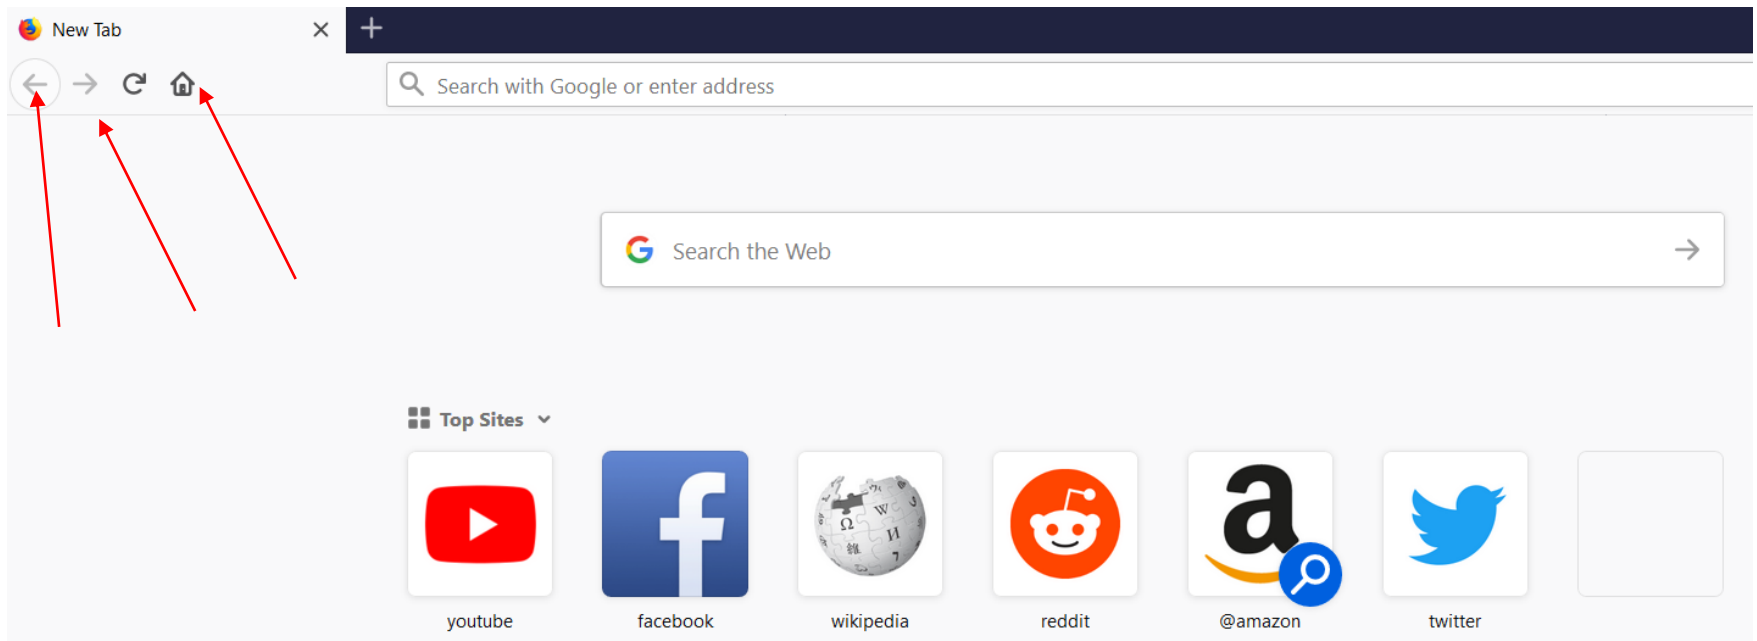 New Tab
Search with Google or enter address
Search the Web
Top Sites
youtube facebook wikipedia reddit @amazon twitter